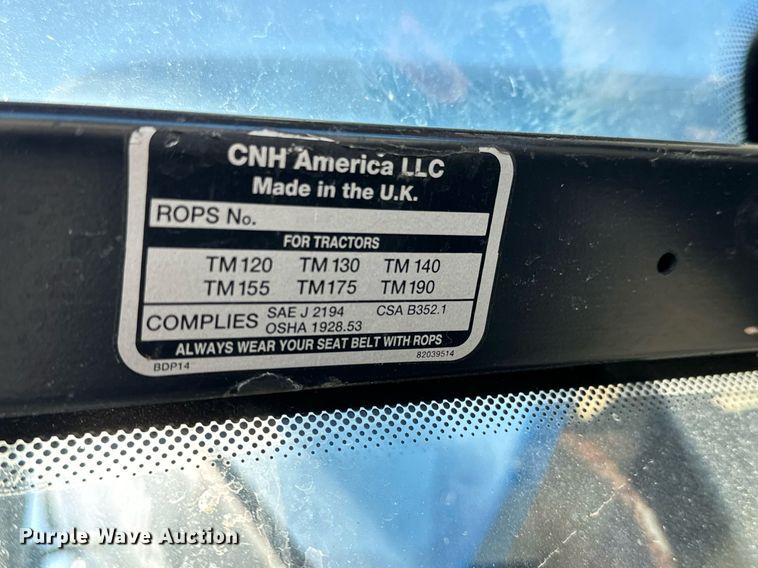 CNH America LLC
Made in the U.K.
ROPS No.
FOR TRACTORS
TM120 TM130 TM140
TM155 TM175 TM190
COMPLIES SAE J 2194 CSA B352.1
OSHA 1928.53
ALWAYS WEAR YOUR SEAT BELT WITH ROPS
BDP14 82039514
Purple Wave Auction